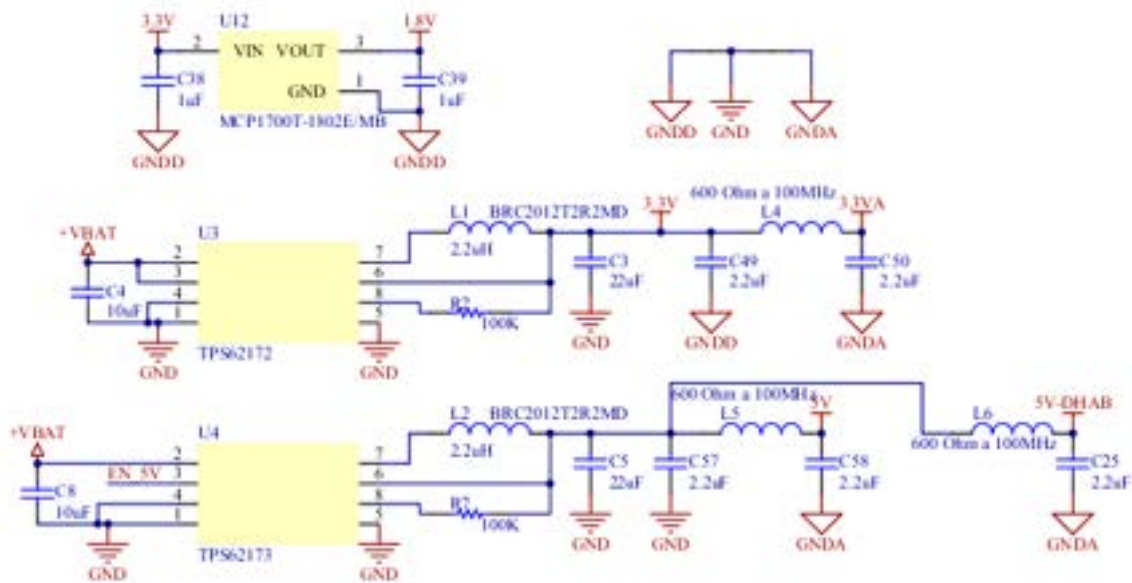 3.3V U12 1.8V
2 VIN VOUT 3
C38 1 C39
1uF GND 1uF
MCP1700T-1802E/MB
GNDD GNDD
GNDD GND GNDA
600 Ohm a 100MHz
L1 BRC2012T2R2MD 3.3V L4 3.3VA
+VBAT U3
2.2uH
2 7
3 6 C3 C49 C50
C4 4 8 22uF 2.2uF 2.2uF
10uF 1 R? 5
100K
TPS62172 GND GNDD GNDA
GND GND
600 Ohm a 100MHz
L2 BRC2012T2R2MD L5 5V L6 5V-DHAB
+VBAT U4
2.2uH 600 Ohm a 100MHz
2 7
EN 5V 3 6 C5 C57 C58 C25
C8 4 8 22uF 2.2uF 2.2uF 2.2uF
10uF 1 R? 5
100K
TPS62173 GND GND GNDA GNDA
GND GND